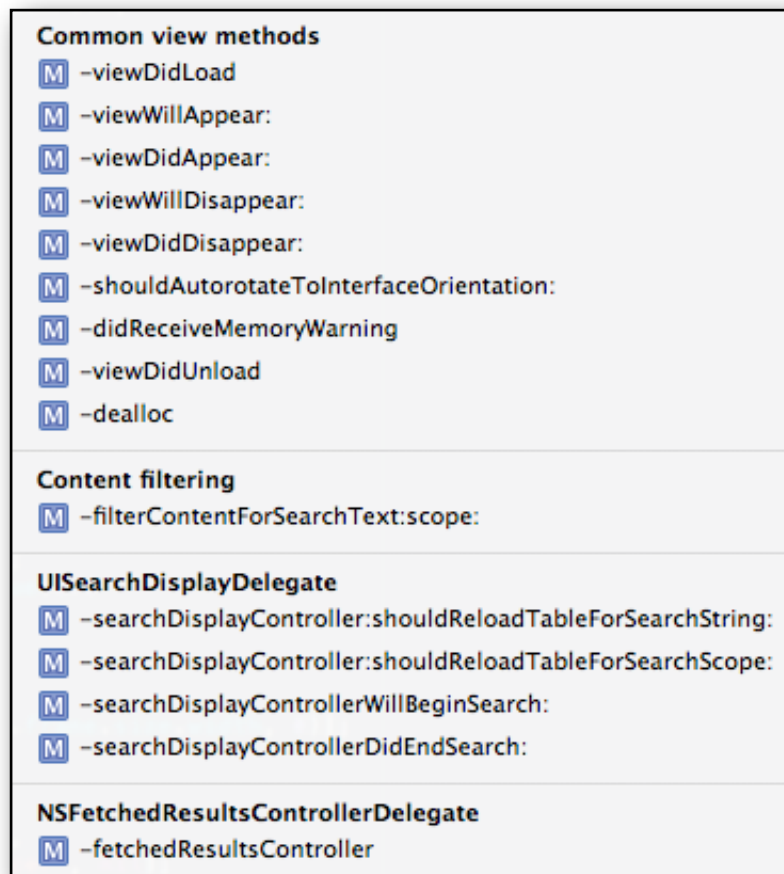 Common view methods
M -viewDidLoad
M -viewWillAppear:
M -viewDidAppear:
M -viewWillDisappear:
M -viewDidDisappear:
M -shouldAutorotateToInterfaceOrientation:
M -didReceiveMemoryWarning
M -viewDidUnload
M -dealloc
Content filtering
M -filterContentForSearchText:scope:
UISearchDisplayDelegate
M -searchDisplayController:shouldReloadTableForSearchString:
M -searchDisplayController:shouldReloadTableForSearchScope:
M -searchDisplayControllerWillBeginSearch:
M -searchDisplayControllerDidEndSearch:
NSFetchedResultsControllerDelegate
M -fetchedResultsController